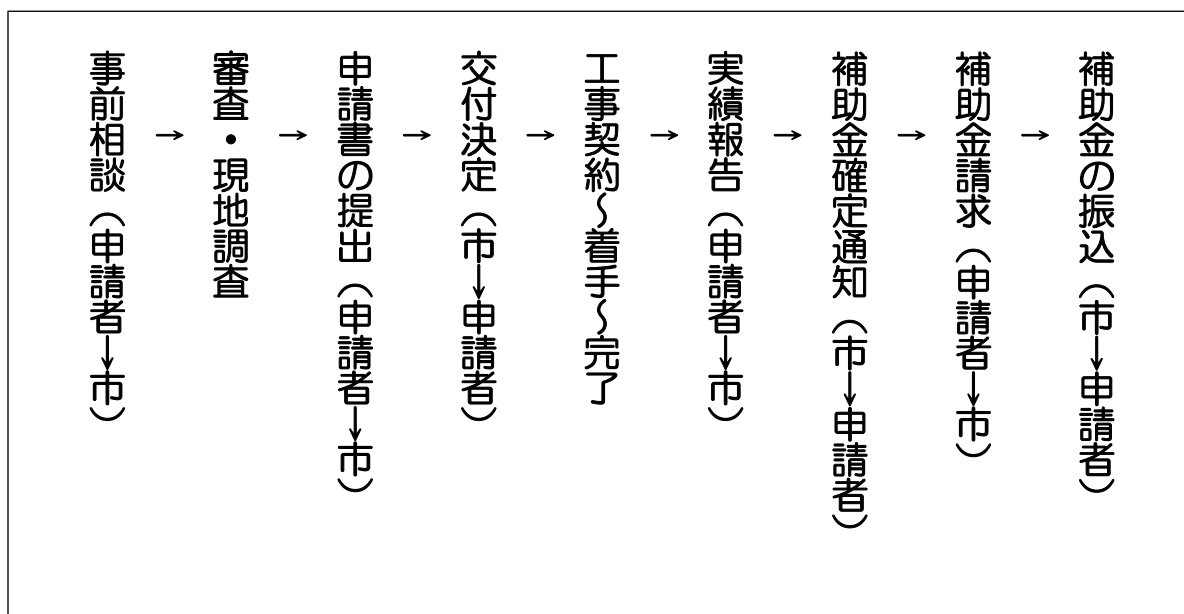 事前相談（申請者→市）
→
審査・現地調査
→
申請書の提出（申請者→市）
→
交付決定（市→申請者）
→
工事契約～着手～完了
→
実績報告（申請者→市）
→
補助金確定通知（市→申請者）
→
補助金請求（申請者→市）
→
補助金の振込（市→申請者）